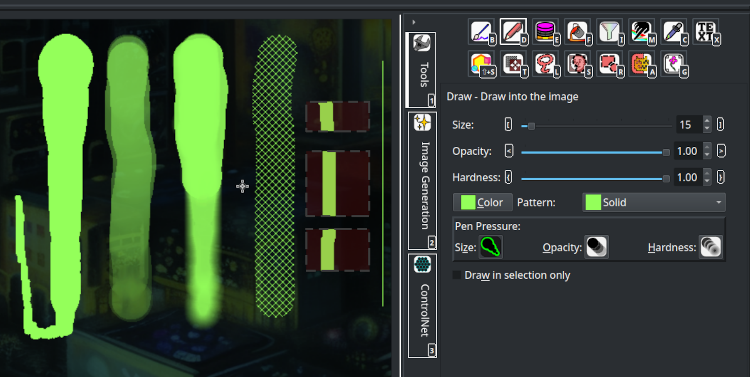 B D E F I M C TEXT X
?+S T L S R A G
Draw - Draw into the image
Size: [ 15 ]
Opacity: < 1.00 >
Hardness: { 1.00 }
Color Pattern: Solid
Pen Pressure:
Size: Opacity: Hardness:
Draw in selection only
Tools
1
Image Generation
2
ControlNet
3